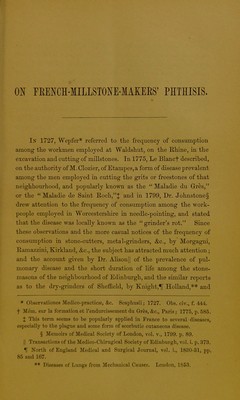 ON FRENCH-MILLSTONE-MAKERS' PHTHISIS.
In 1727, Wepfer* referred to the frequency of consumption
among the workmen employed at Waldshut, on the Rhine, in the
excavation and cutting of millstones. In 1775, Le Blanc† described,
on the authority of M. Clozier, of Etampes, a form of disease prevalent
among the men employed in cutting the grits or freestones of that
neighbourhood, and popularly known as the "Maladie du Grès,"
or the "Maladie de Saint Roch,"‡ and in 1799, Dr. Johnstone§
drew attention to the frequency of consumption among the work-
people employed in Worcestershire in needle-pointing, and stated
that the disease was locally known as the "grinder's rot." Since
these observations and the more casual notices of the frequency of
consumption in stone-cutters, metal-grinders, &c., by Morgagni,
Ramazzini, Kirkland, &c., the subject has attracted much attention;
and the account given by Dr. Alison|| of the prevalence of pul-
monary disease and the short duration of life among the stone-
masons of the neighbourhood of Edinburgh, and the similar reports
as to the dry-grinders of Sheffield, by Knight,¶ Holland,** and
* Observationes Medico-practicæ, &c. Scaphusii; 1727. Obs. civ., f. 444.
† Mém. sur la formation et l'endurcissement du Grès, &c., Paris; 1775, p. 385.
‡ This term seems to be popularly applied in France to several diseases,
especially to the plague and some form of scorbutic cutaneous disease.
§ Memoirs of Medical Society of London, vol. v., 1799, p. 89.
|| Transactions of the Medico-Chirurgical Society of Edinburgh, vol. i. p. 373.
¶ North of England Medical and Surgical Journal, vol. i., 1830-31, pp.
85 and 167.
** Diseases of Lungs from Mechanical Causes. London, 1843.